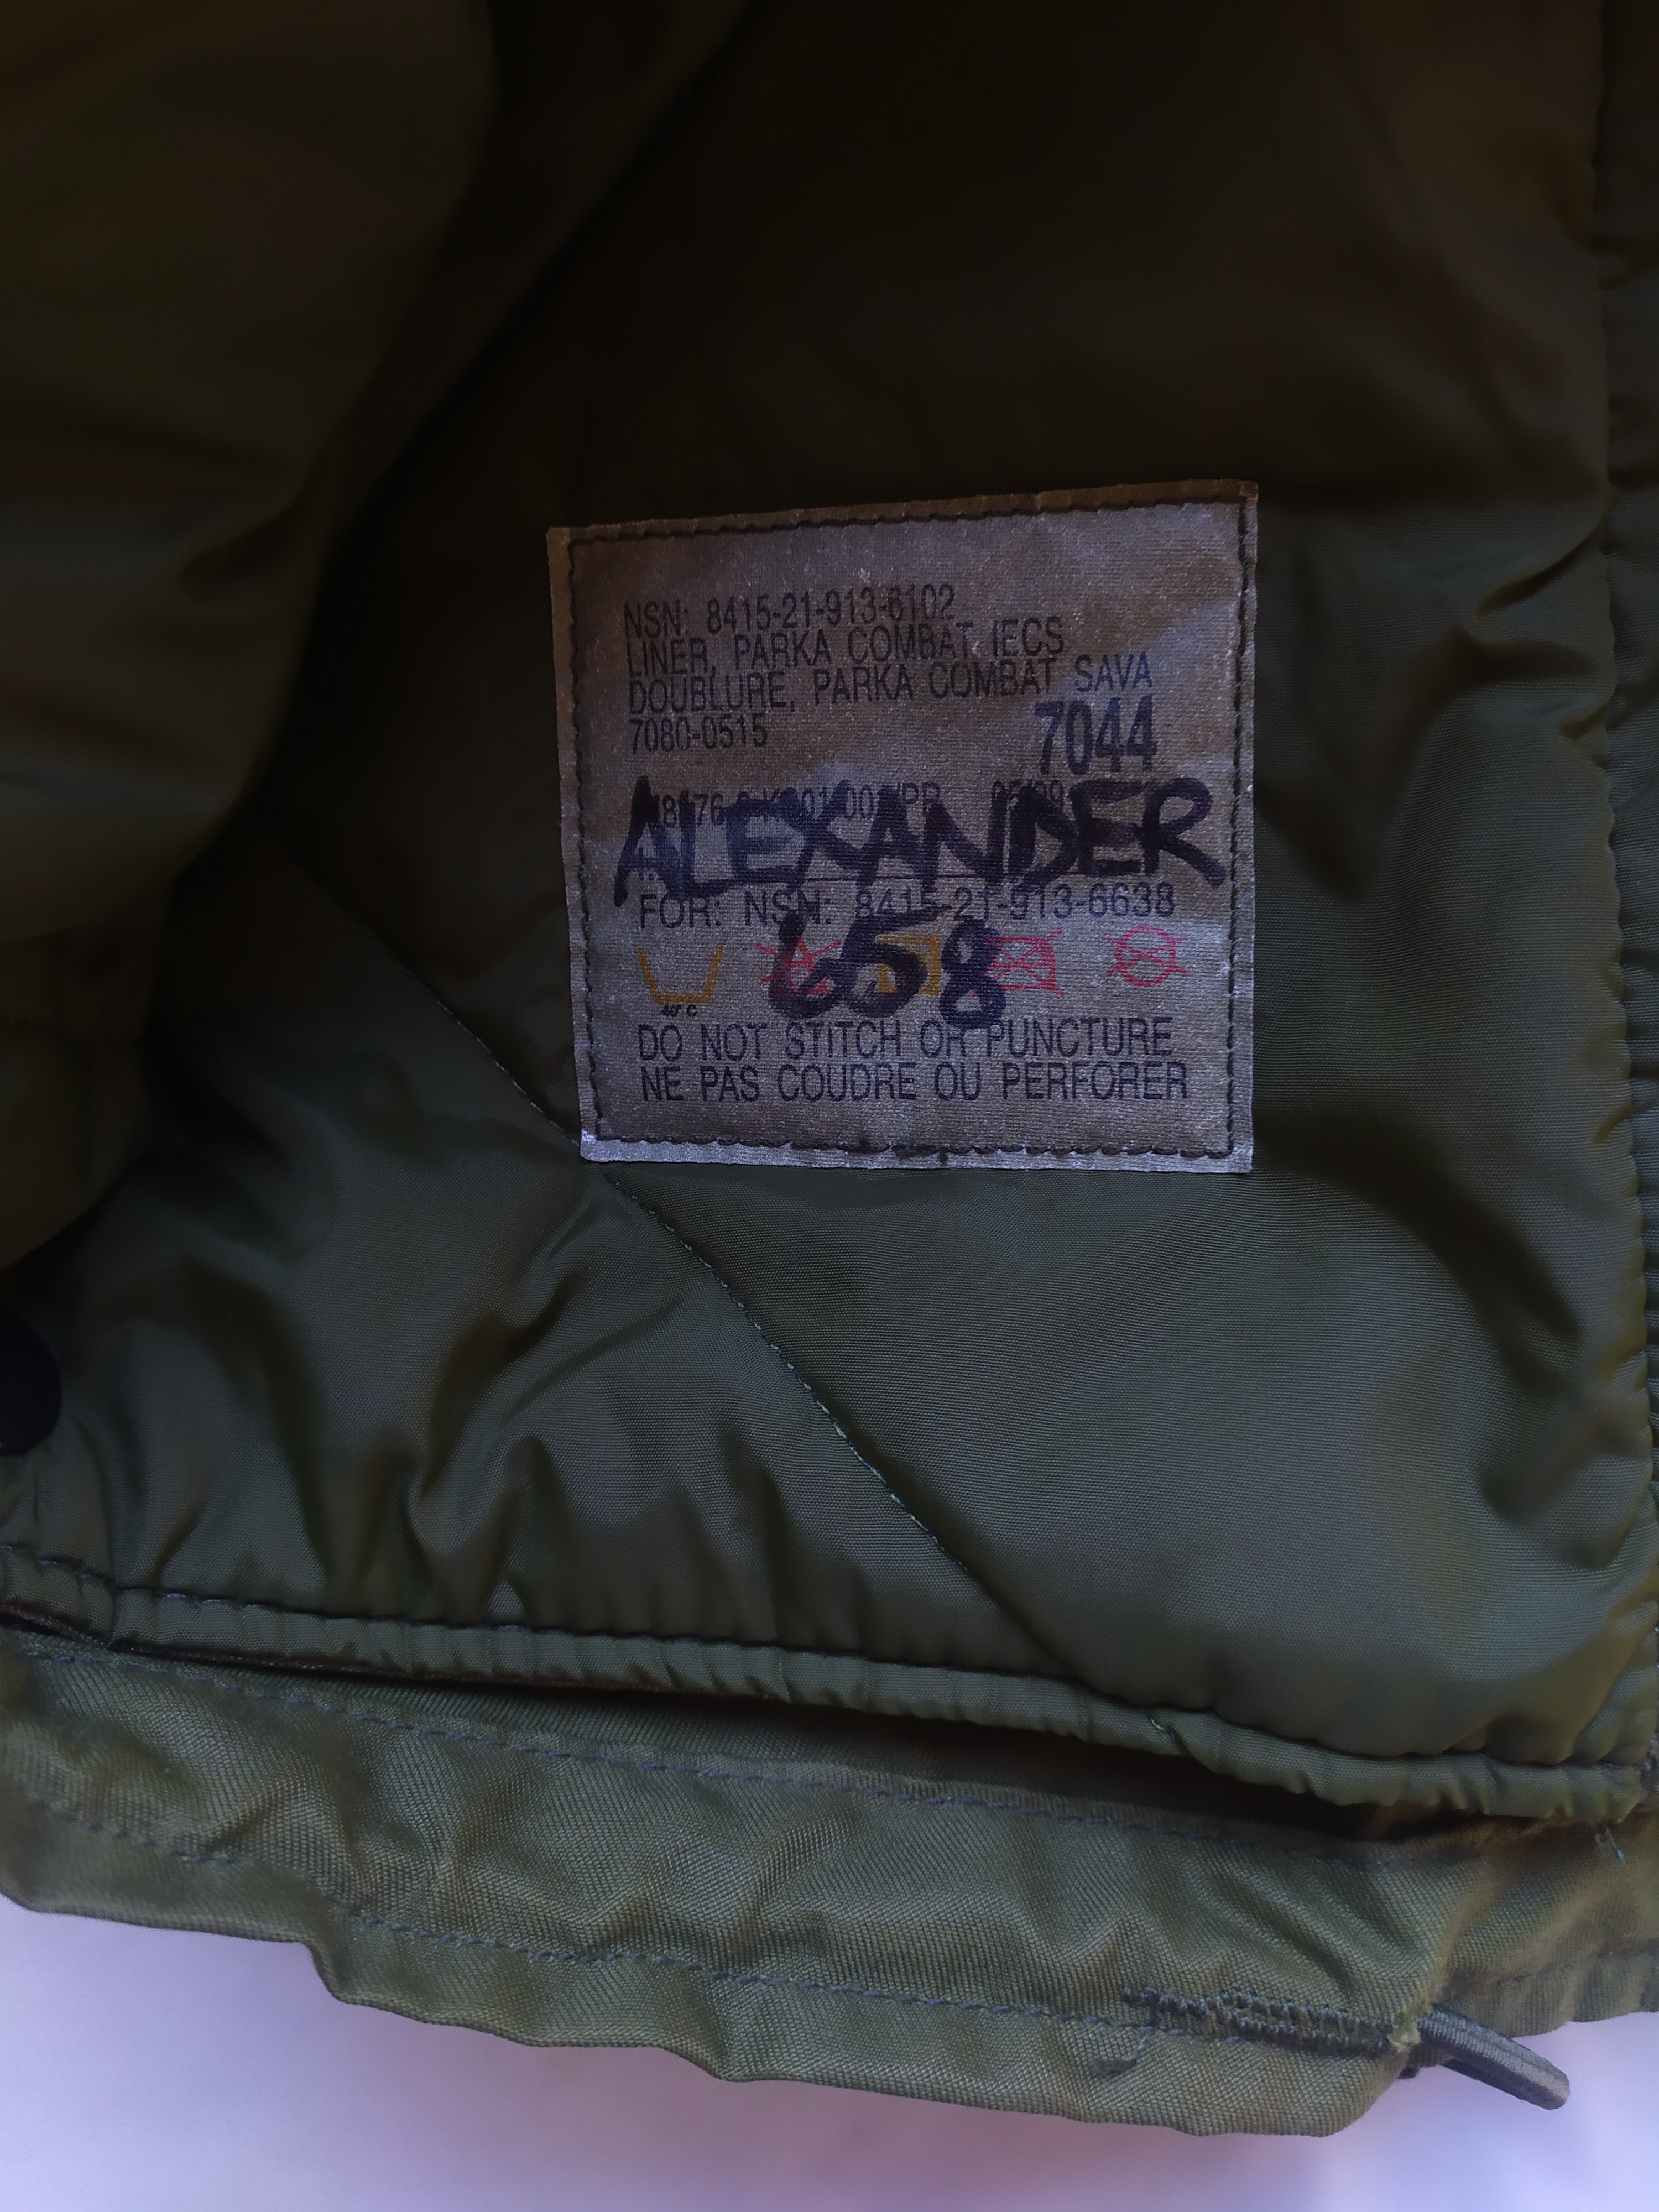 NSN: 8415-21-913-6102
LINER, PARKA COMBAT IECS
DOUBLURE, PARKA COMBAT SAVA
7080-0515 7044
ALEXANDER
FOR: NSN: 8415-21-913-6638
658
40°C
DO NOT STITCH OR PUNCTURE
NE PAS COUDRE OU PERFORER